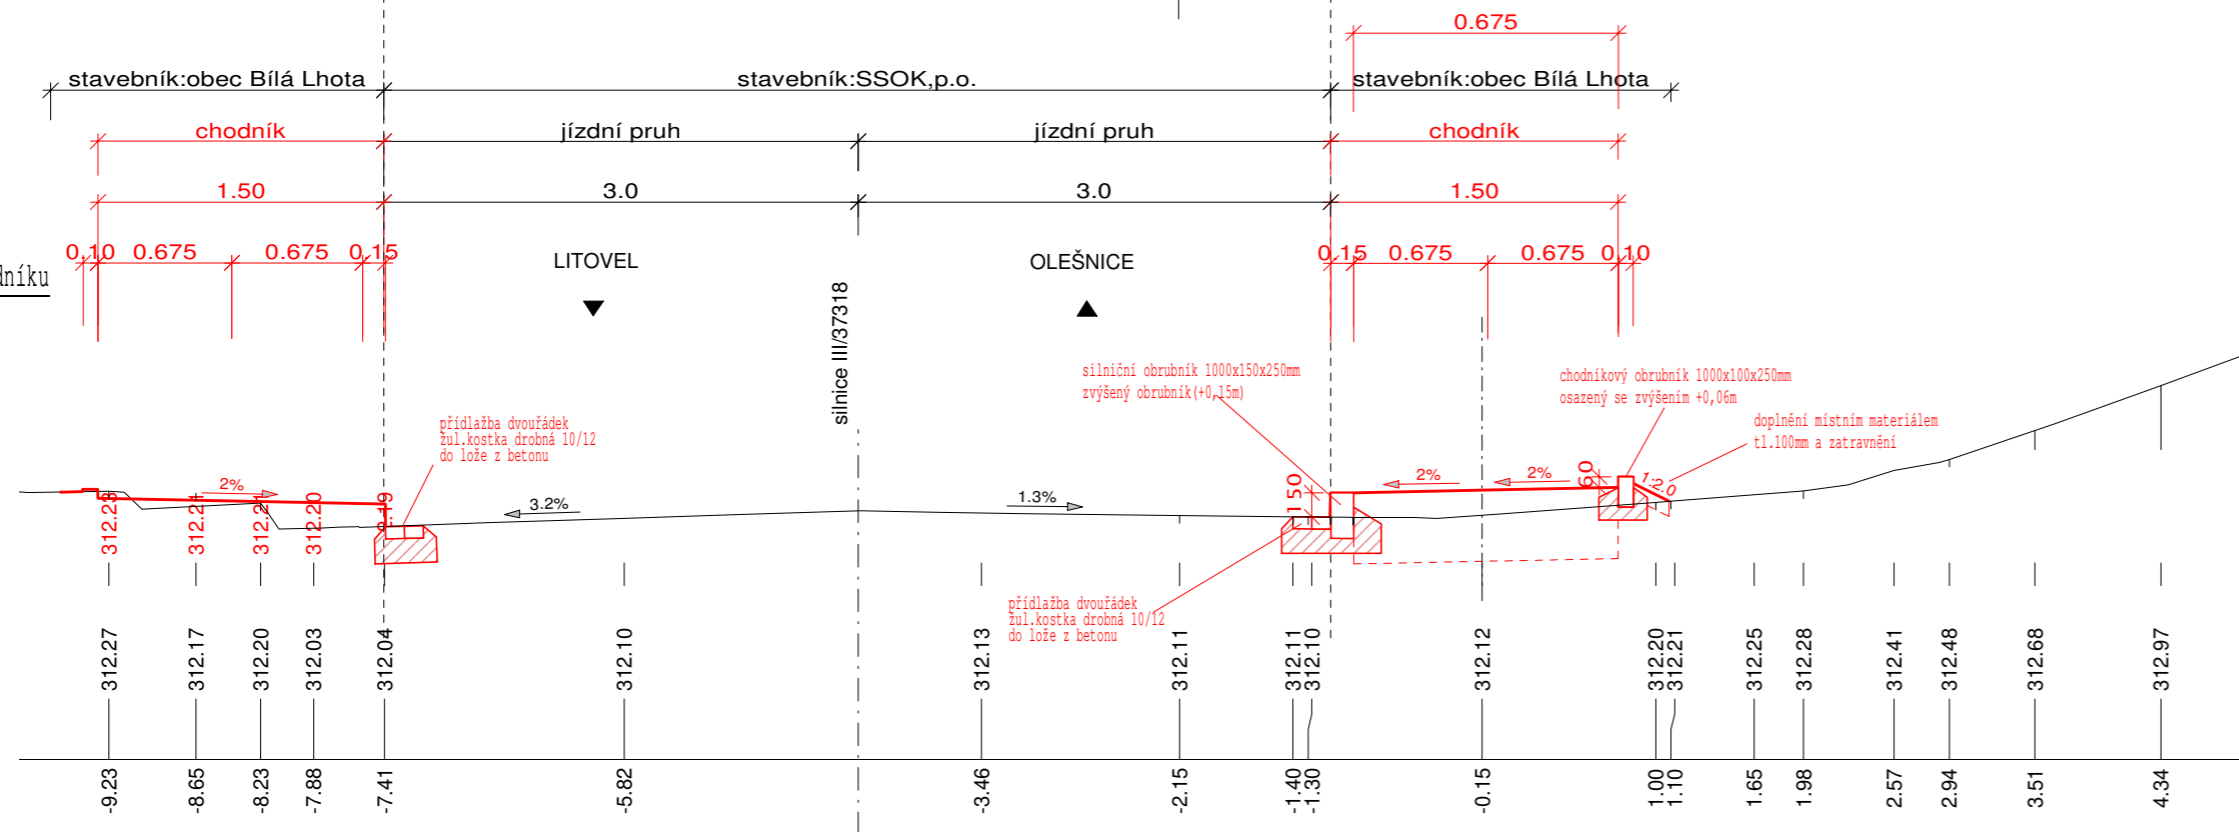 0.675
stavebník:obec Bílá Lhota
stavebník:SSOK,p.o.
stavebník:obec Bílá Lhota
chodník
jízdní pruh
jízdní pruh
chodník
1.50
3.0
3.0
1.50
0.10 0.675 0.675 0.15
0.15 0.675 0.675 0.10
LITOVEL
OLEŠNICE
silnice III/37318
silniční obrubník 1000x150x250mm
zvýšený obrubník(+0,15m)
chodníkový obrubník 1000x100x250mm
osazený se zvýšením +0,06m
doplnění místním materiálem
tl.100mm a zatravnění
přídlažba dvouřádek
žul.kostka drobná 10/12
do lože z betonu
2%
3.2%
1.3%
150
2%
2%
60
1:2.0
312.23
312.21
312.21
312.20
přídlažba dvouřádek
žul.kostka drobná 10/12
do lože z betonu
312.27
312.17
312.20
312.03
312.04
312.10
312.13
312.11
312.11
312.10
312.12
312.20
312.21
312.25
312.28
312.41
312.48
312.68
312.97
-9.23
-8.65
-8.23
-7.88
-7.41
-5.82
-3.46
-2.15
-1.40
-1.30
-0.15
1.00
1.10
1.65
1.98
2.57
2.94
3.51
4.34